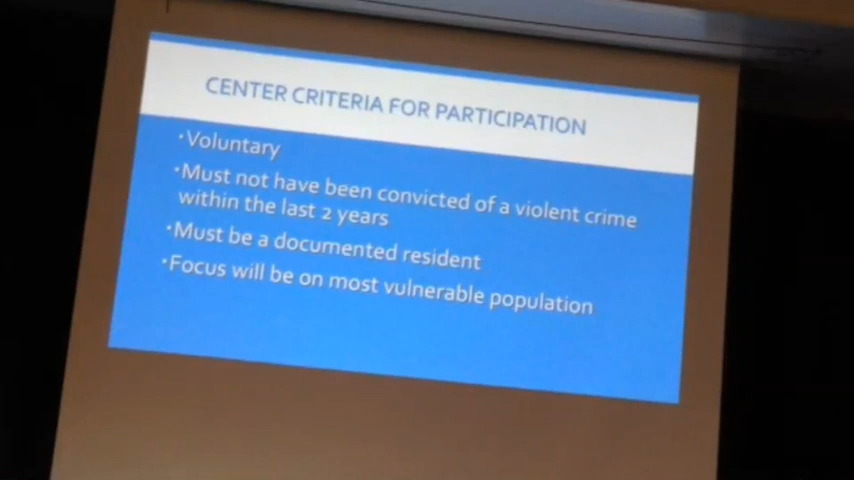 CENTER CRITERIA FOR PARTICIPATION
·Voluntary
·Must not have been convicted of a violent crime
within the last 2 years
·Must be a documented resident
·Focus will be on most vulnerable population